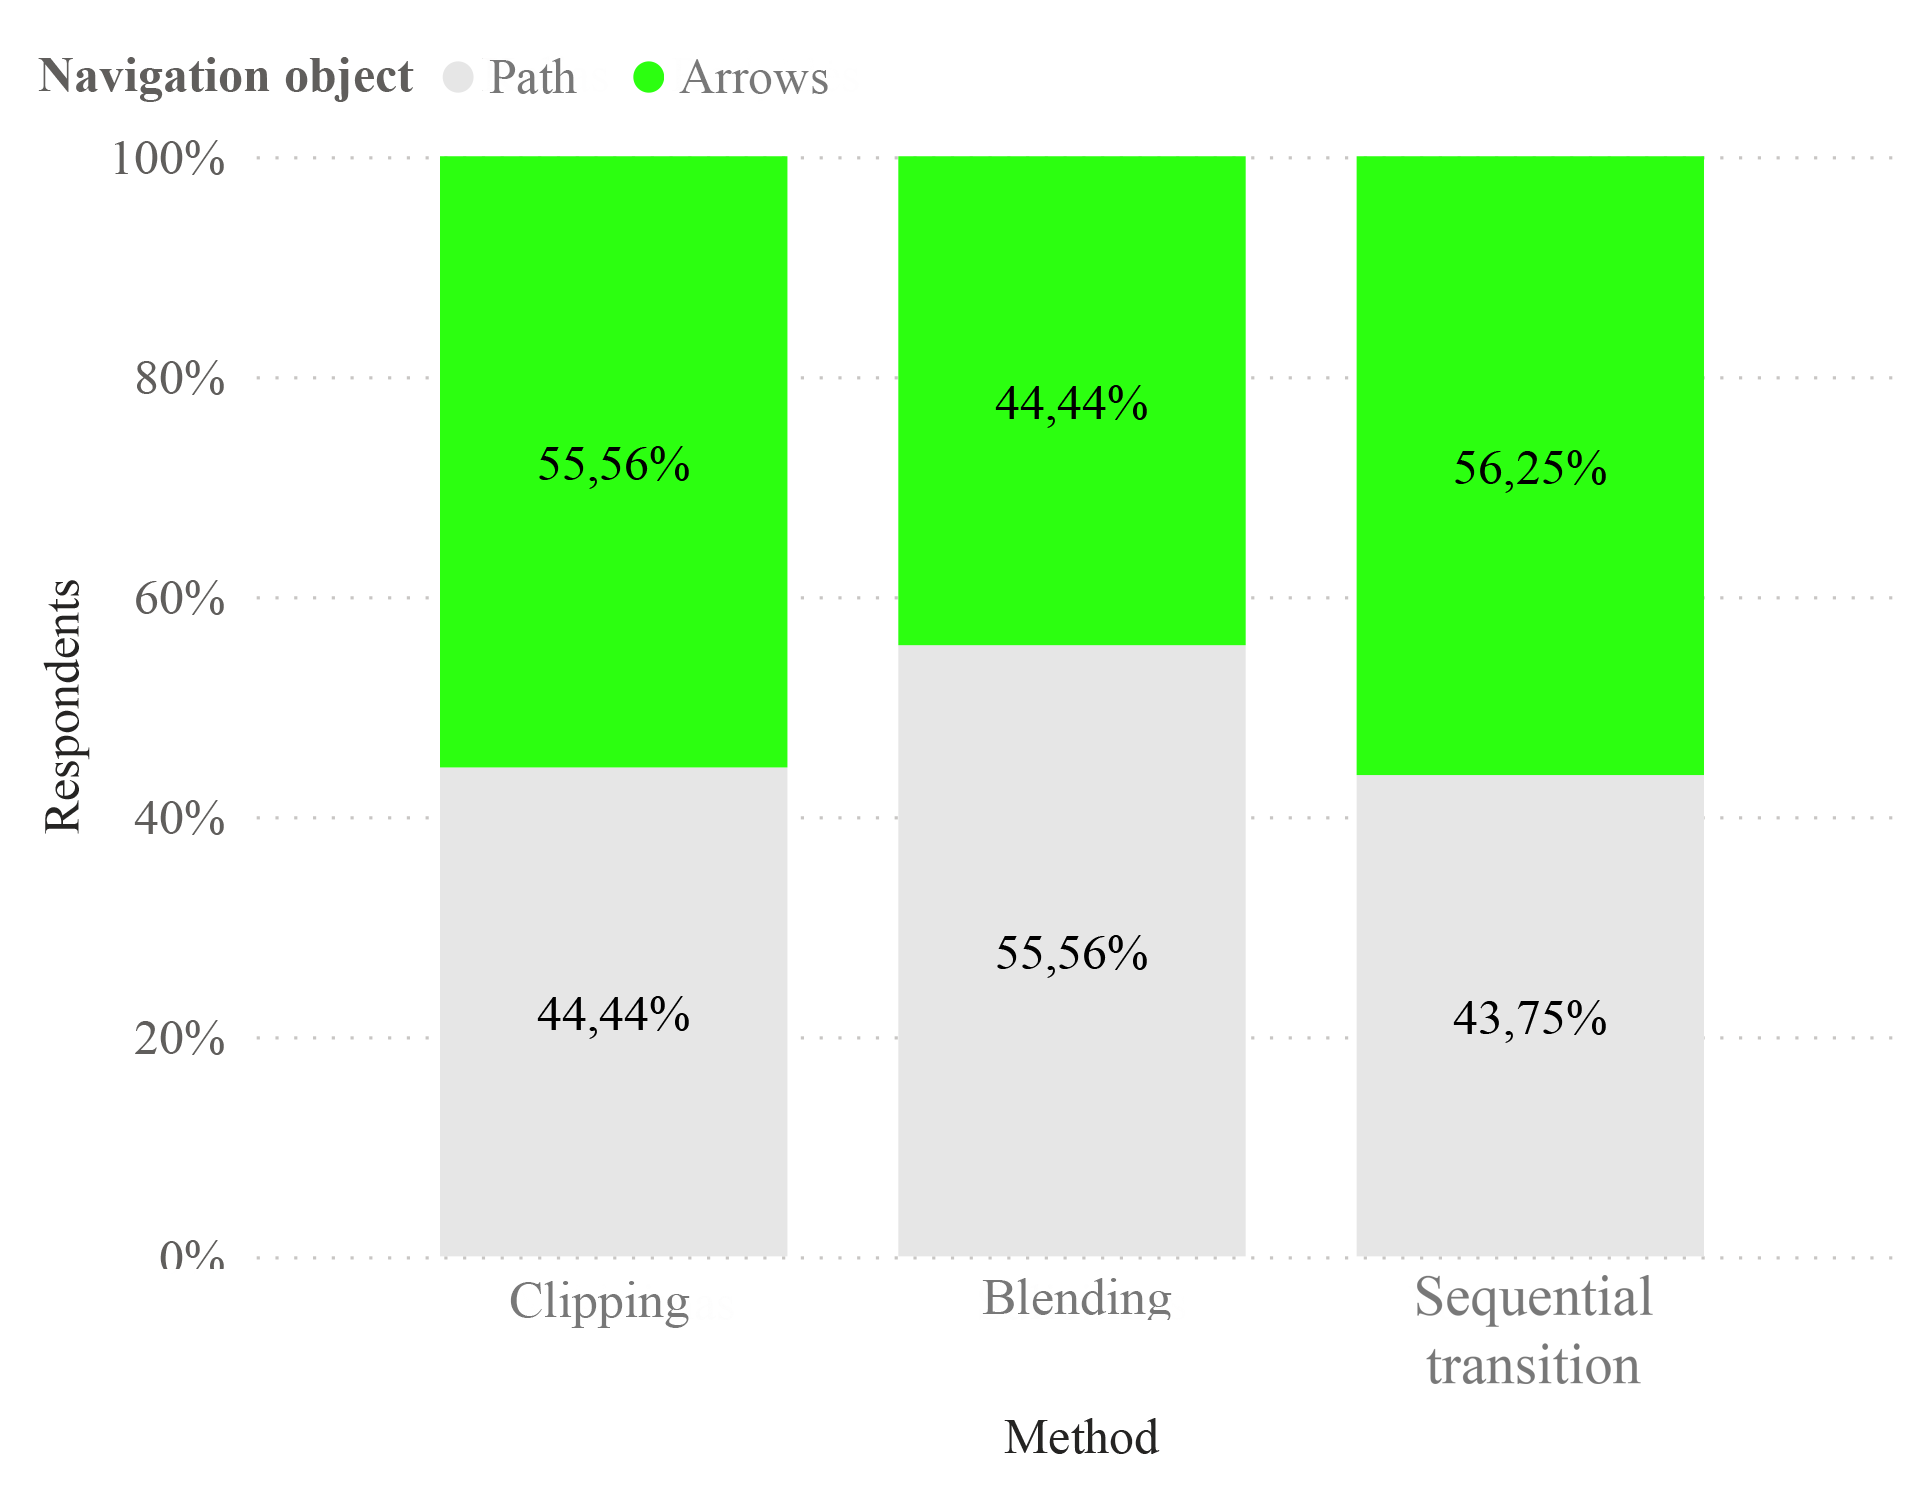 Navigation object Path Arrows
100%
80%
60%
40%
20%
0%
Respondents
55,56%
44,44%
44,44%
55,56%
56,25%
43,75%
Clipping
Blending
Sequential
transition
Method